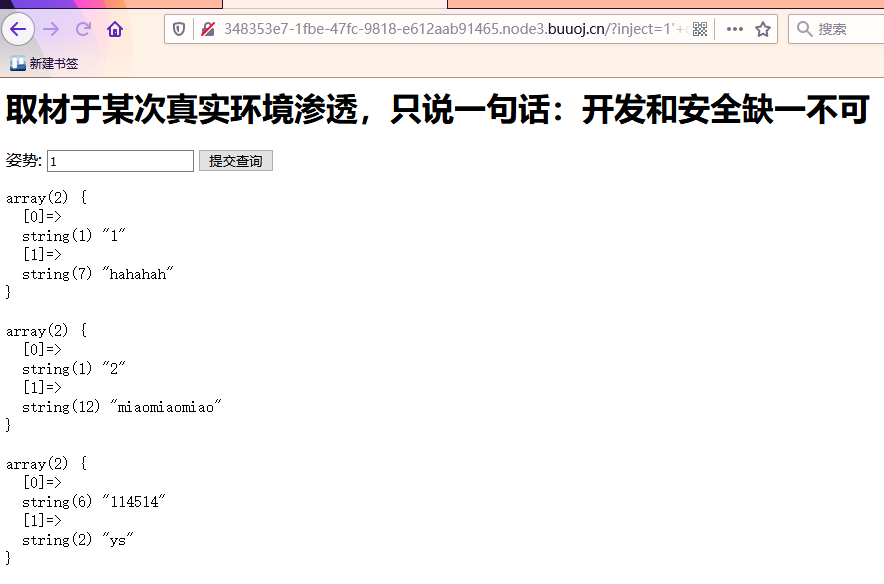 348353e7-1fbe-47fc-9818-e612aab91465.node3.buuoj.cn/?inject=1'+
搜索
新建书签
取材于某次真实环境渗透，只说一句话：开发和安全缺一不可
姿势: 1 提交查询
array(2) {
[0]=>
string(1) "1"
[1]=>
string(7) "hahahah"
}
array(2) {
[0]=>
string(1) "2"
[1]=>
string(12) "miaomiaomiao"
}
array(2) {
[0]=>
string(6) "114514"
[1]=>
string(2) "ys"
}